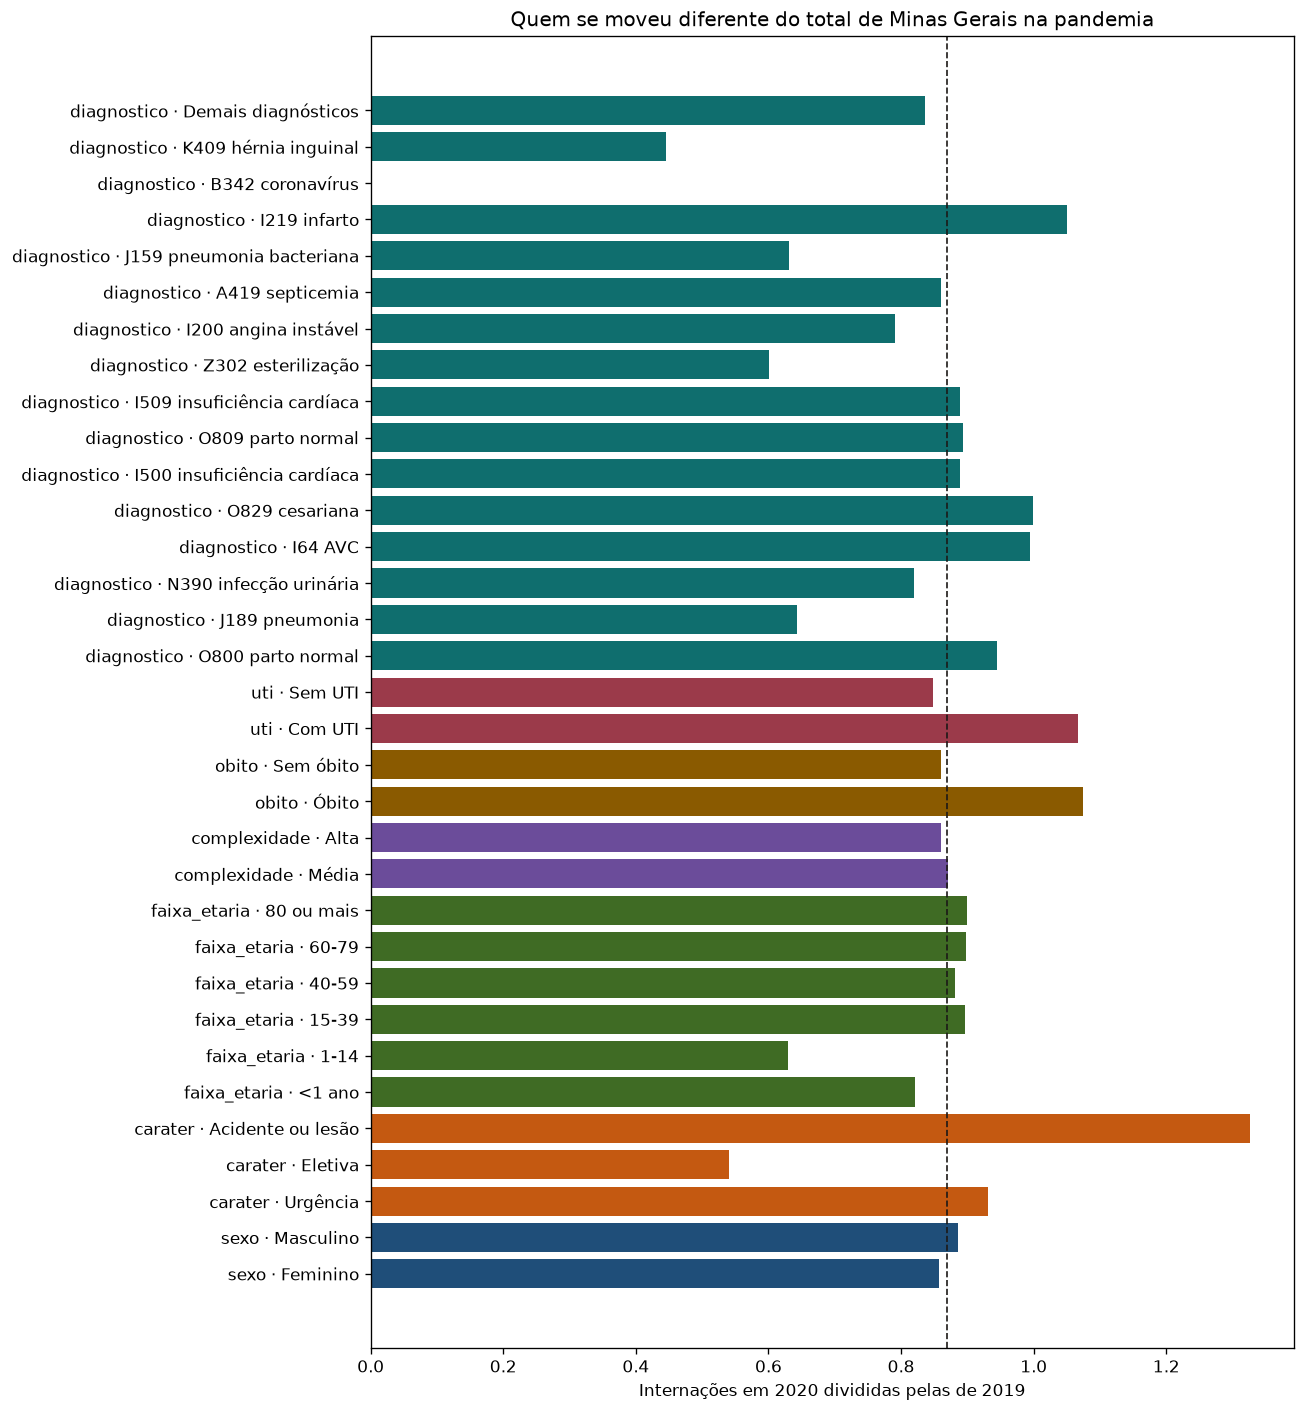 Quem se moveu diferente do total de Minas Gerais na pandemia
diagnostico · Demais diagnósticos
diagnostico · K409 hérnia inguinal
diagnostico · B342 coronavírus
diagnostico · I219 infarto
diagnostico · J159 pneumonia bacteriana
diagnostico · A419 septicemia
diagnostico · I200 angina instável
diagnostico · Z302 esterilização
diagnostico · I509 insuficiência cardíaca
diagnostico · O809 parto normal
diagnostico · I500 insuficiência cardíaca
diagnostico · O829 cesariana
diagnostico · I64 AVC
diagnostico · N390 infecção urinária
diagnostico · J189 pneumonia
diagnostico · O800 parto normal
uti · Sem UTI
uti · Com UTI
obito · Sem óbito
obito · Óbito
complexidade · Alta
complexidade · Média
faixa_etaria · 80 ou mais
faixa_etaria · 60-79
faixa_etaria · 40-59
faixa_etaria · 15-39
faixa_etaria · 1-14
faixa_etaria · <1 ano
carater · Acidente ou lesão
carater · Eletiva
carater · Urgência
sexo · Masculino
sexo · Feminino
0.0 0.2 0.4 0.6 0.8 1.0 1.2
Internações em 2020 divididas pelas de 2019